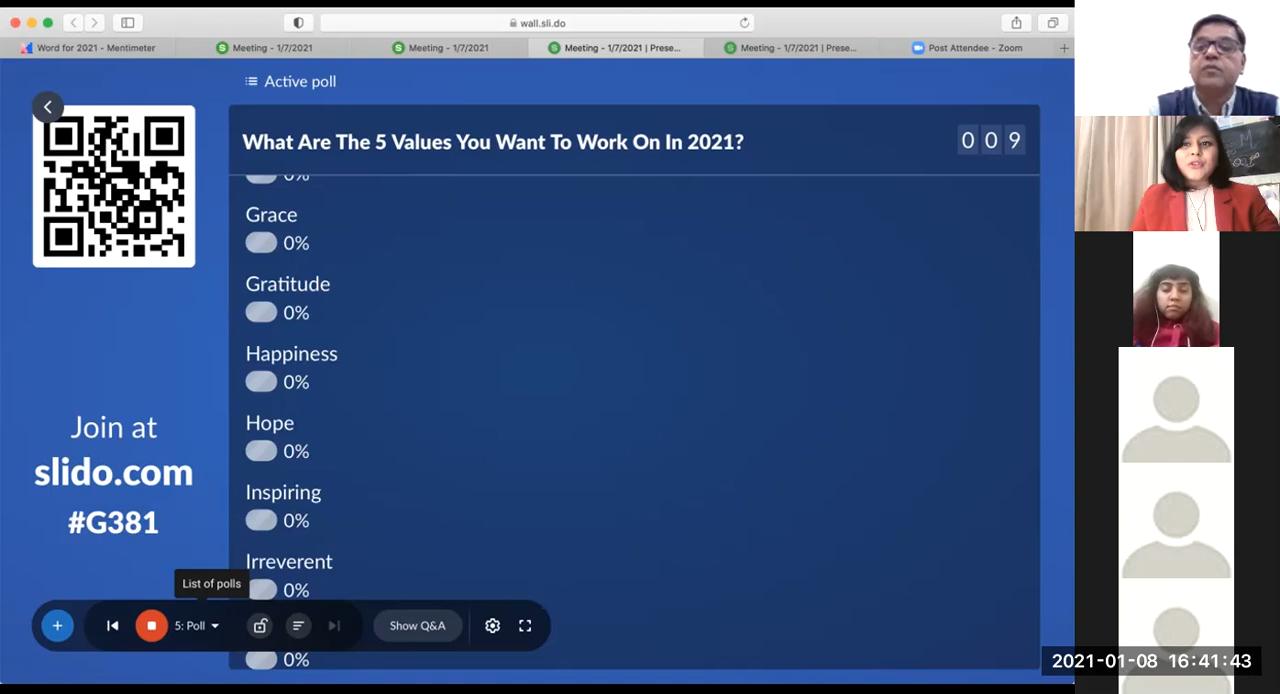 wall.sli.do
Word for 2021 - Mentimeter
Meeting - 1/7/2021
Meeting - 1/7/2021
Meeting - 1/7/2021 | Prese...
Meeting - 1/7/2021 | Prese...
Post Attendee - Zoom
Active poll
What Are The 5 Values You Want To Work On In 2021?
0 0 9
0%
Grace
0%
Gratitude
0%
Happiness
0%
Hope
0%
Inspiring
0%
Irreverent
0%
0%
Join at
slido.com
#G381
List of polls
5: Poll
Show Q&A
2021-01-08 16:41:43